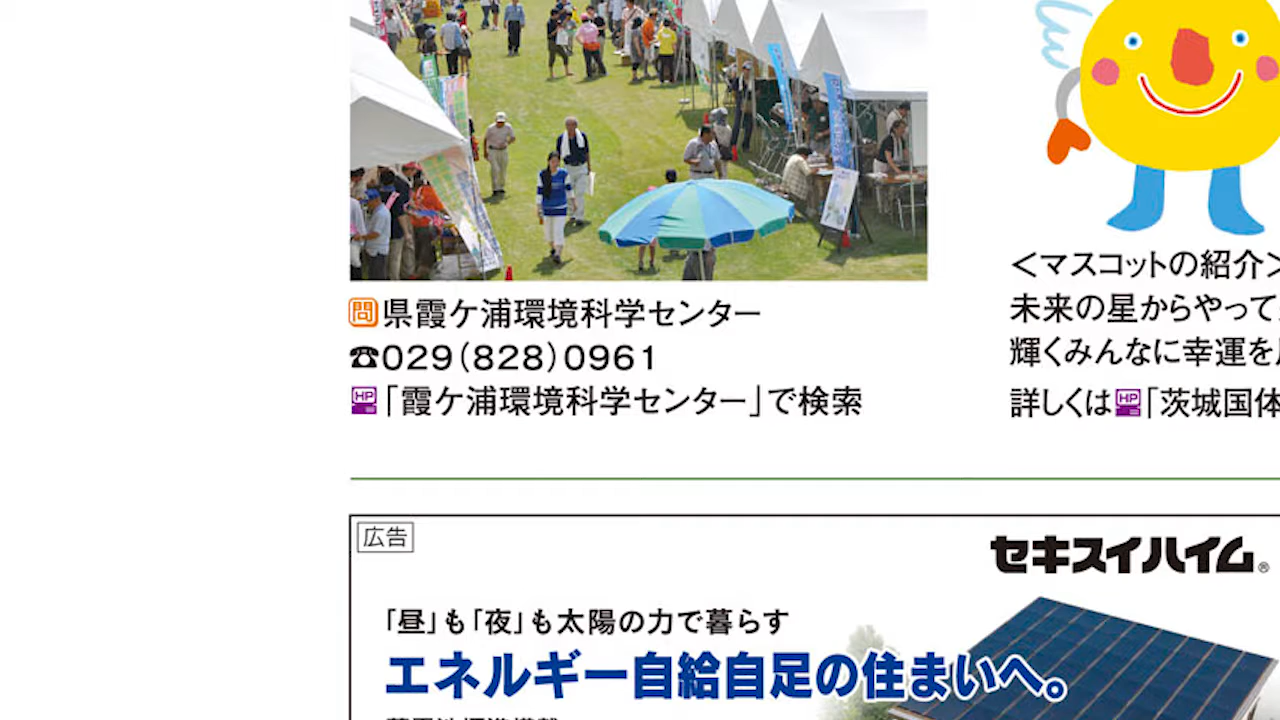 問県霞ケ浦環境科学センター
☎029(828)0961
HP「霞ケ浦環境科学センター」で検索
<マスコットの紹介>
未来の星からやって
輝くみんなに幸運を
詳しくはHP「茨城国体
広告
セキスイハイム®
「昼」も「夜」も太陽の力で暮らす
エネルギー自給自足の住まいへ。